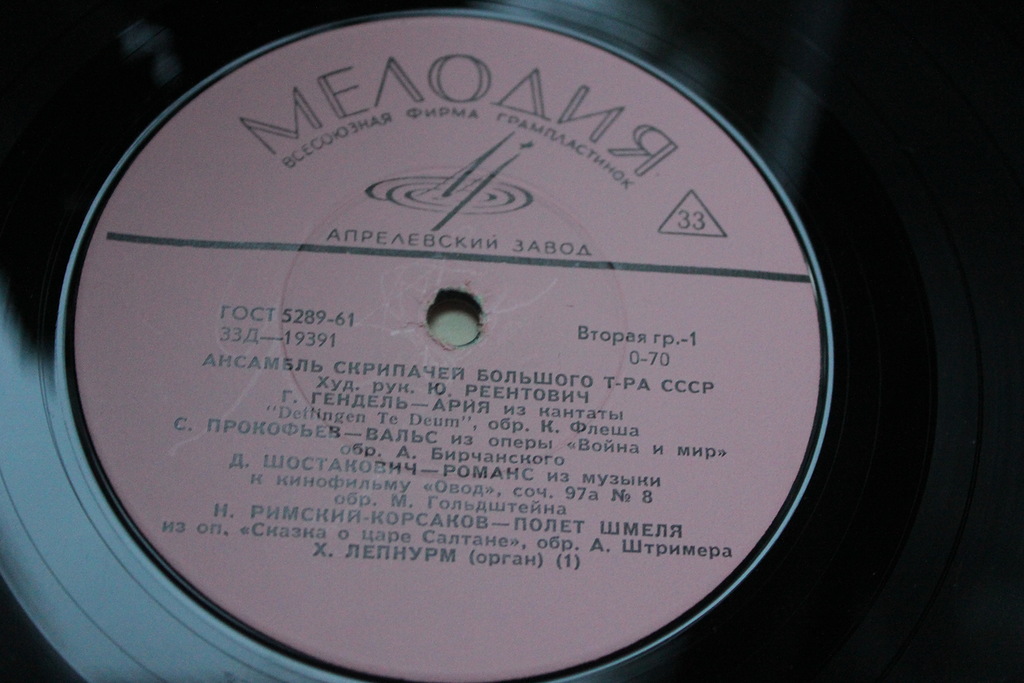 МЕЛОДИЯ
ВСЕСОЮЗНАЯ ФИРМА ГРАМПЛАСТИНОК
33
АПРЕЛЕВСКИЙ ЗАВОД
ГОСТ 5289-61
33Д—19391
Вторая гр.-1
0-70
АНСАМБЛЬ СКРИПАЧЕЙ БОЛЬШОГО Т-РА СССР
Худ. рук. Ю. РЕЕНТОВИЧ
Г. ГЕНДЕЛЬ—АРИЯ из кантаты
"Dettingen Te Deum", обр. К. Флеша
С. ПРОКОФЬЕВ—ВАЛЬС из оперы «Война и мир»
обр. А. Бирчанского
Д. ШОСТАКОВИЧ—РОМАНС из музыки
к кинофильму «Овод», соч. 97а № 8
обр. М. Гольдштейна
Н. РИМСКИЙ-КОРСАКОВ—ПОЛЕТ ШМЕЛЯ
из оп. «Сказка о царе Салтане», обр. А. Штримера
Х. ЛЕПНУРМ (орган) (1)